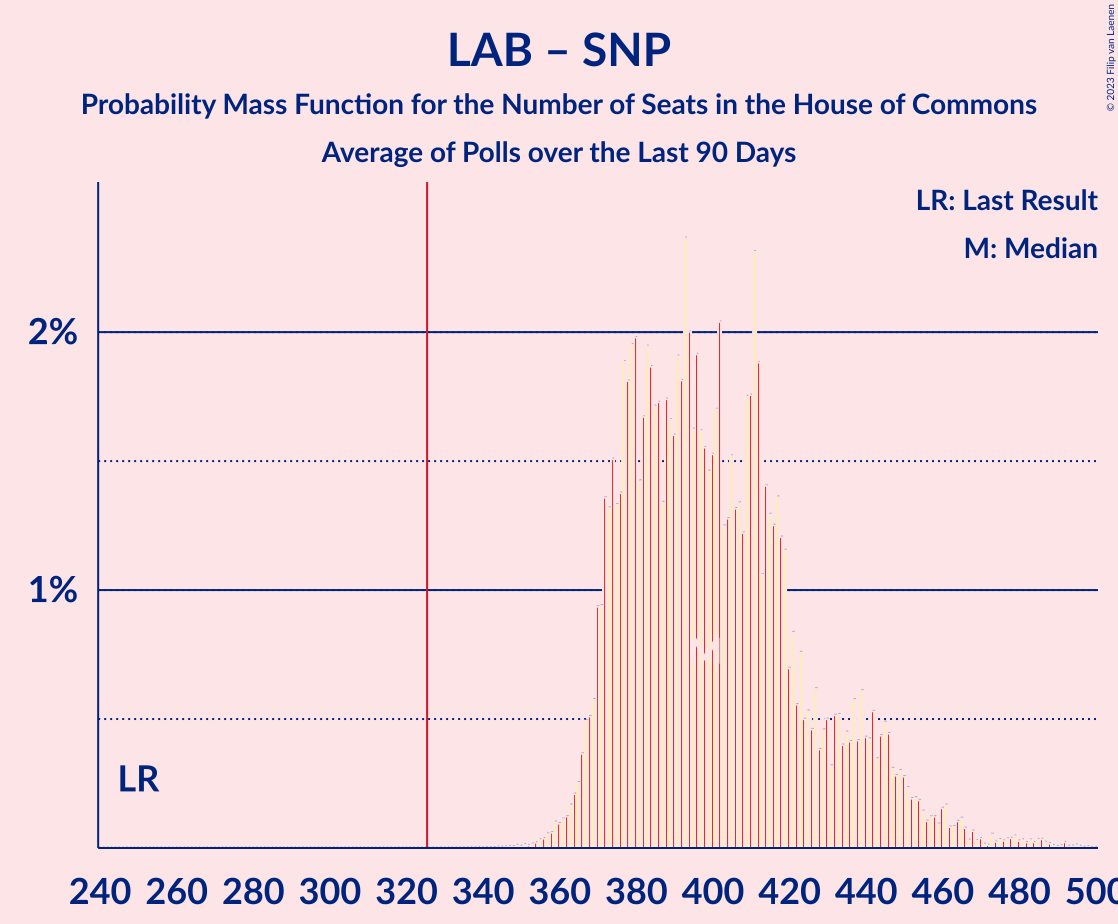 LAB – SNP
Probability Mass Function for the Number of Seats in the House of Commons
Average of Polls over the Last 90 Days
© 2023 Filip van Laenen
LR: Last Result
M: Median
2%
1%
LR
M
240 260 280 300 320 340 360 380 400 420 440 460 480 500